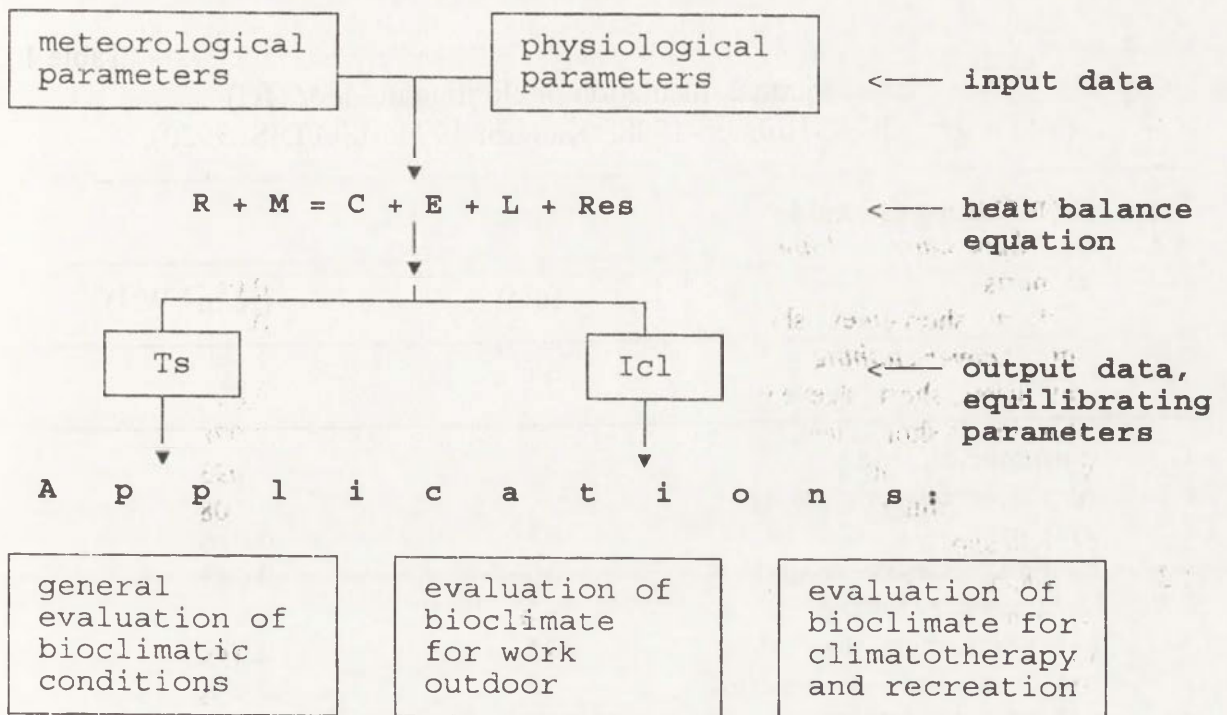 meteorological
parameters
physiological
parameters
<—— input data
R + M = C + E + L + Res
<—— heat balance
equation
Ts
Icl
<—— output data,
equilibrating
parameters
A p p l i c a t i o n s :
general
evaluation of
bioclimatic
conditions
evaluation of
bioclimate
for work
outdoor
evaluation of
bioclimate for
climatotherapy
and recreation